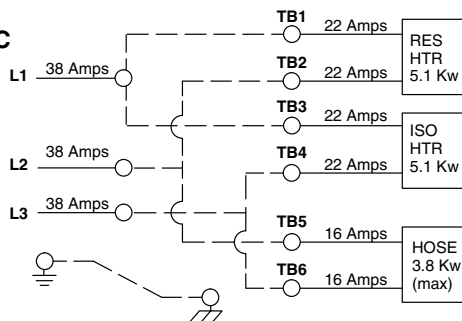 C
L1 38 Amps
L2 38 Amps
L3 38 Amps
TB1 22 Amps
TB2 22 Amps
TB3 22 Amps
TB4 22 Amps
TB5 16 Amps
TB6 16 Amps
RES
HTR
5.1 Kw
ISO
HTR
5.1 Kw
HOSE
3.8 Kw
(max)